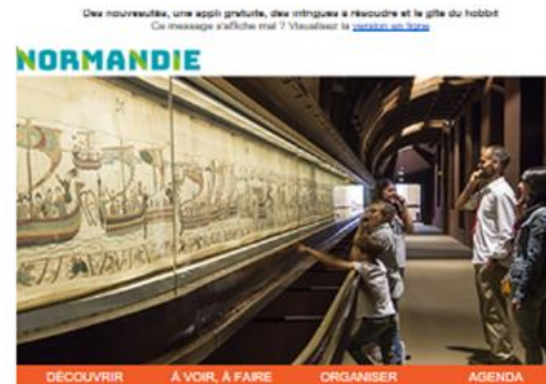 Des nouveautés, une appli gratuite, des intrigues à résoudre et le gîte du hobbit
Ce message s'affiche mal ? Visualisez la version en ligne
NORMANDIE
DÉCOUVRIR À VOIR, À FAIRE ORGANISER AGENDA